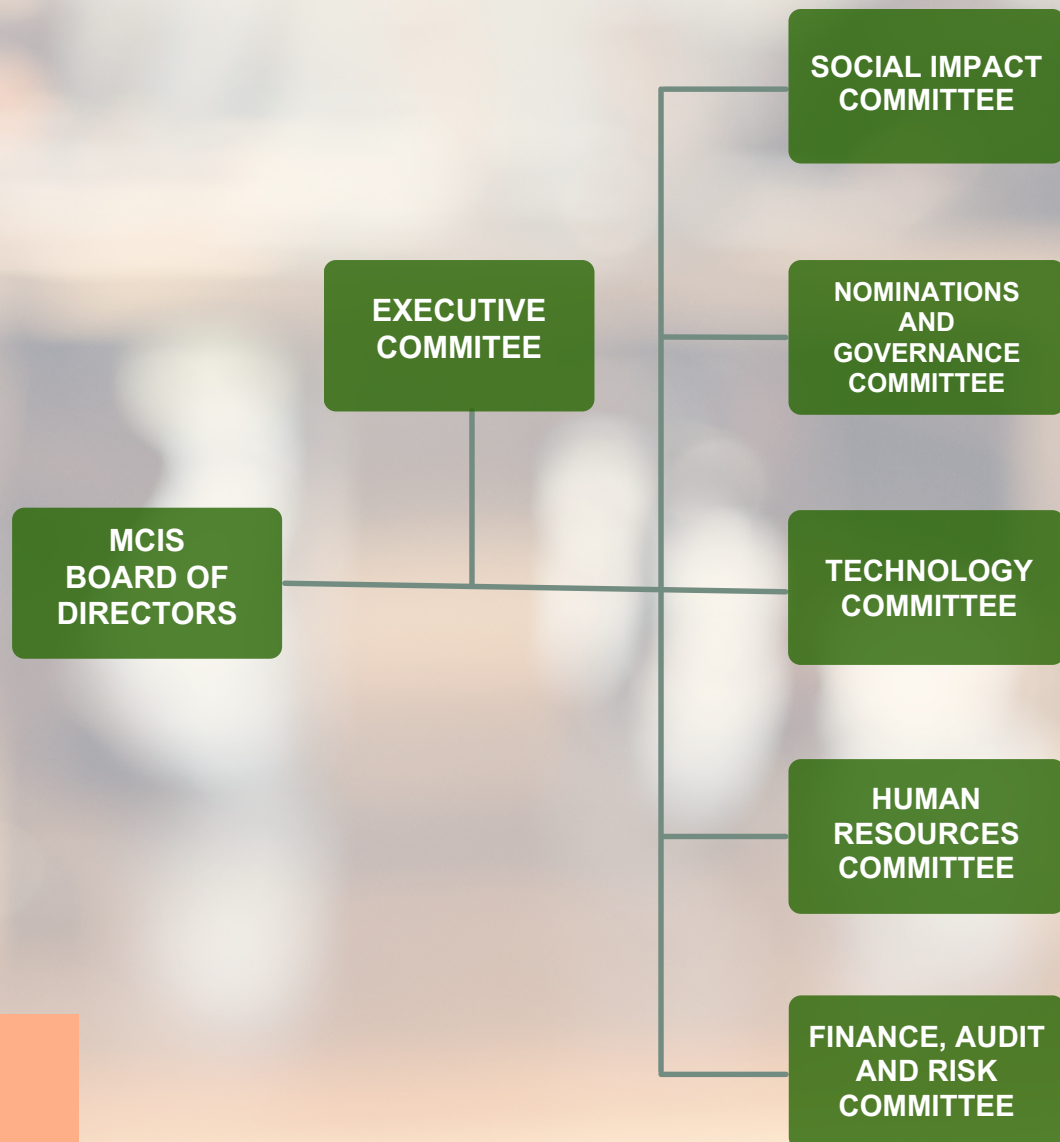 SOCIAL IMPACT
COMMITTEE
EXECUTIVE
COMMITEE
NOMINATIONS
AND
GOVERNANCE
COMMITTEE
MCIS
BOARD OF
DIRECTORS
TECHNOLOGY
COMMITTEE
HUMAN
RESOURCES
COMMITTEE
FINANCE, AUDIT
AND RISK
COMMITTEE